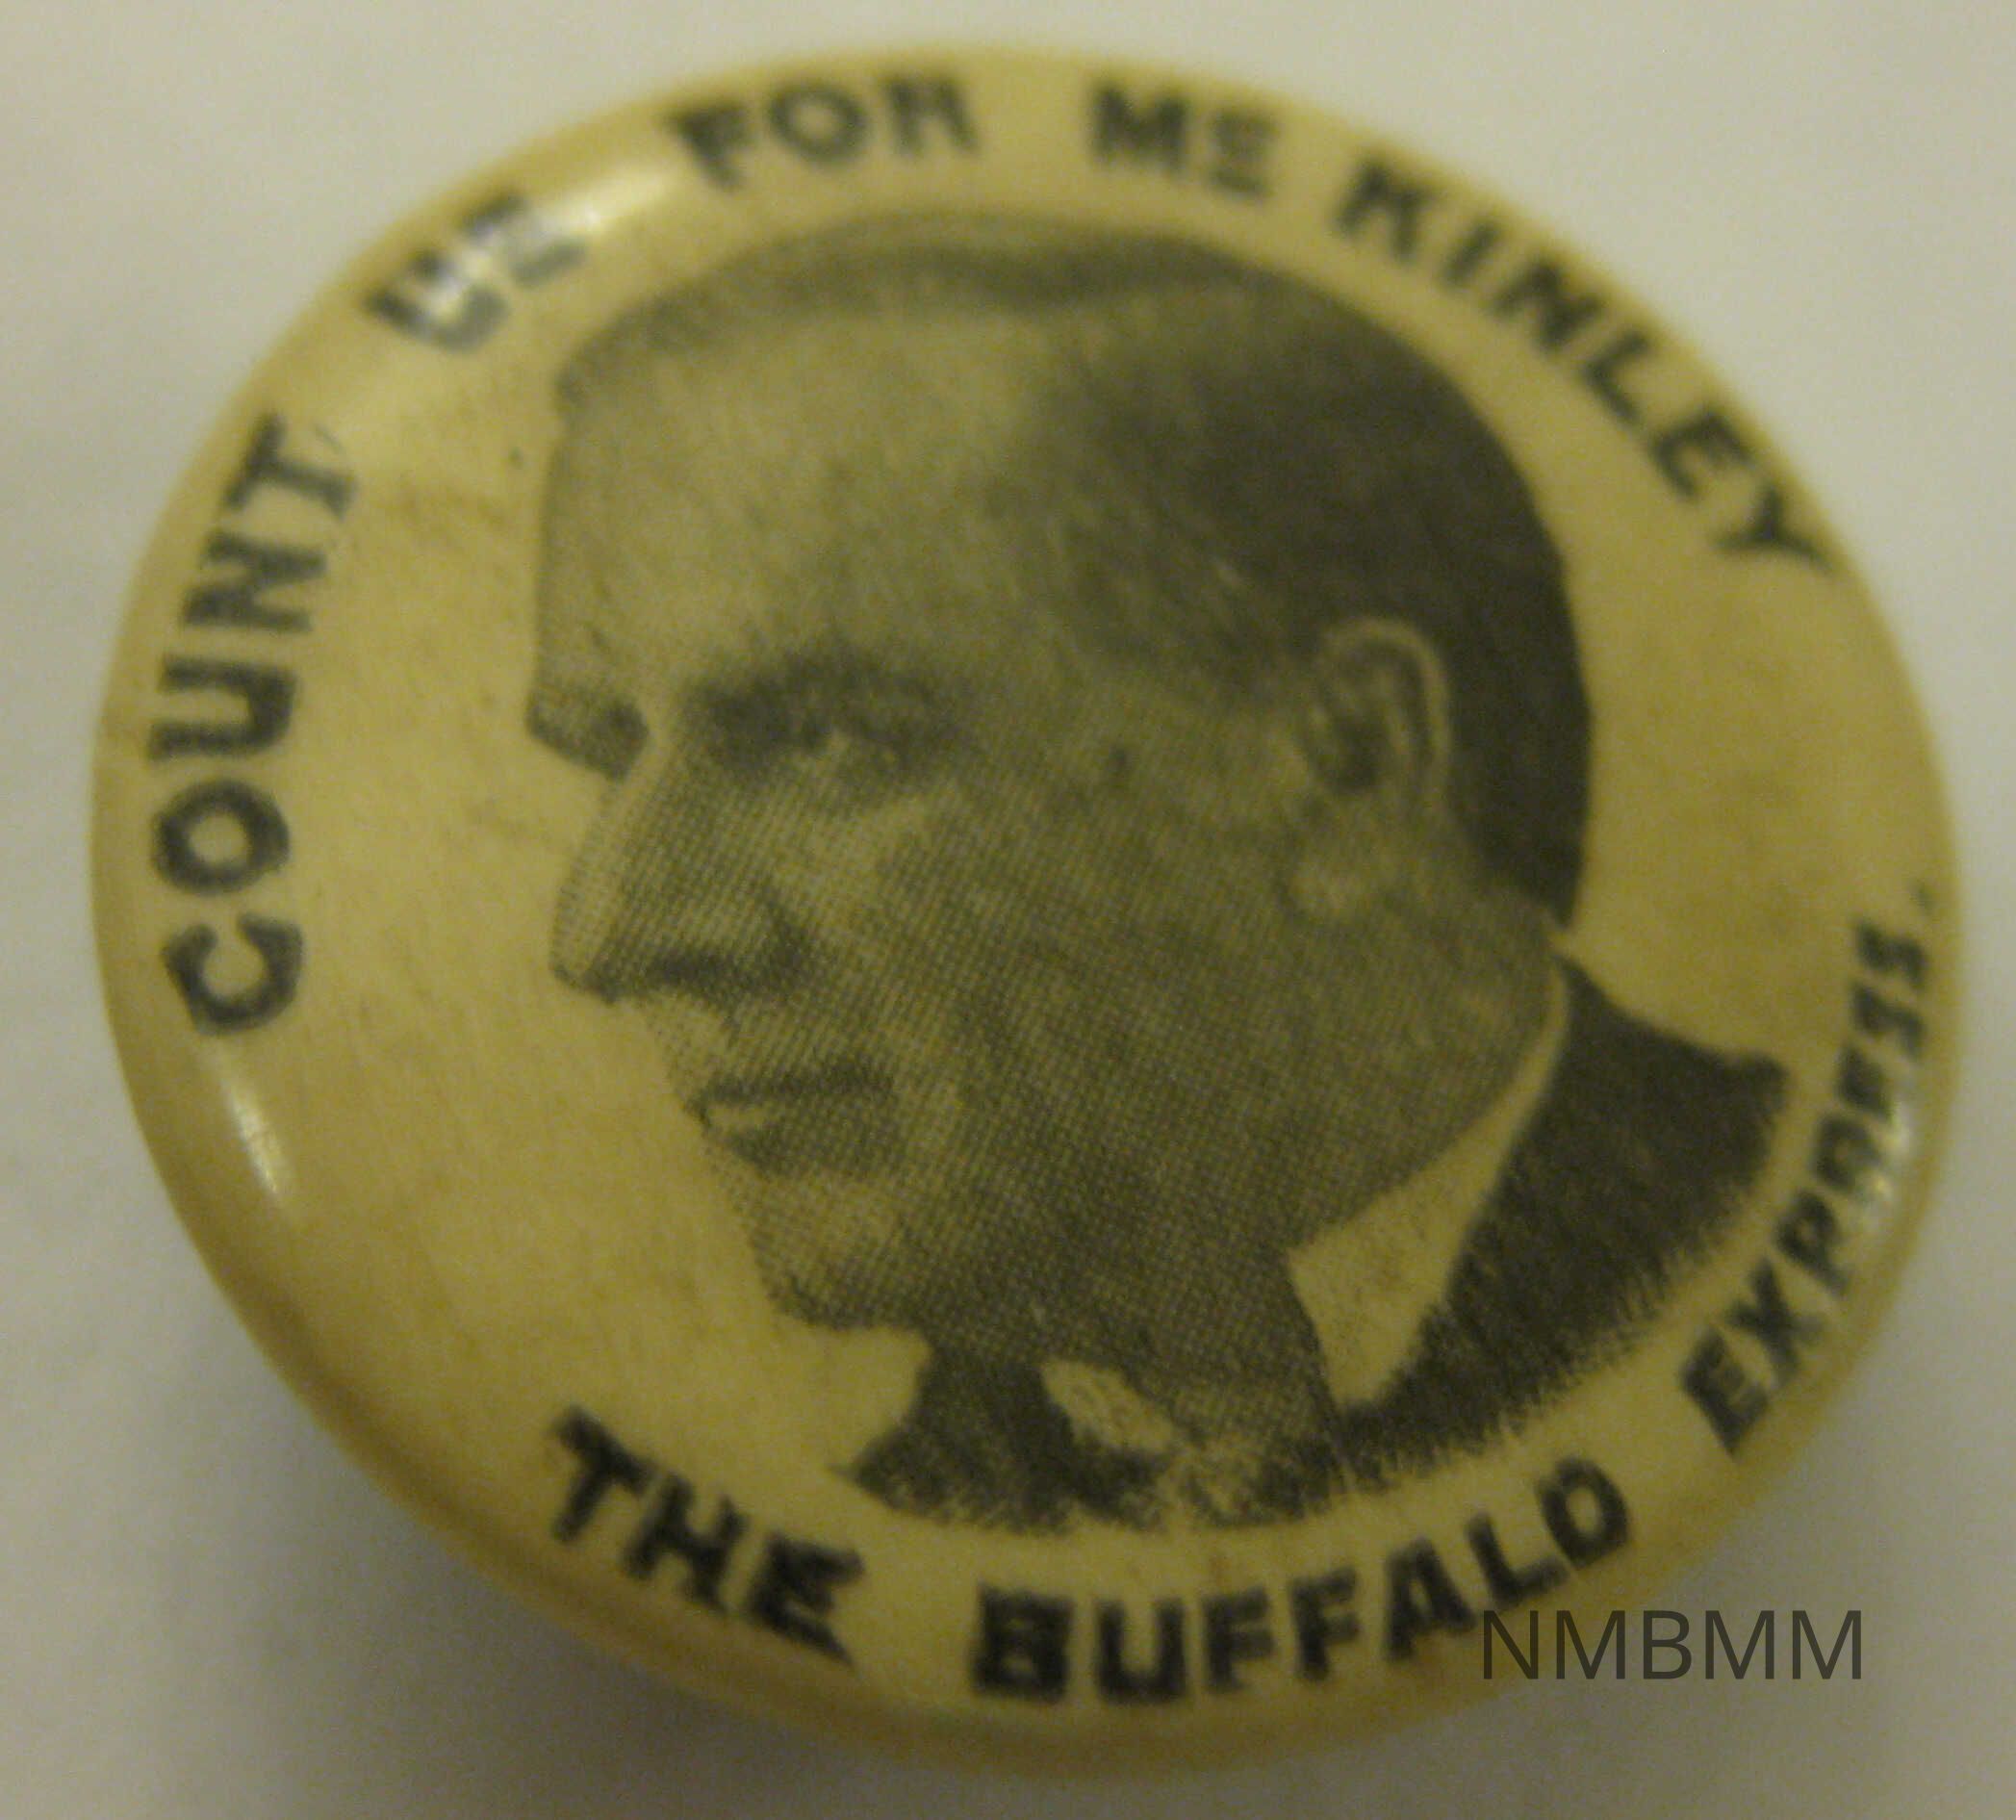 COUNT US FOR McKINLEY
THE BUFFALO EXPRESS.
NMBMM